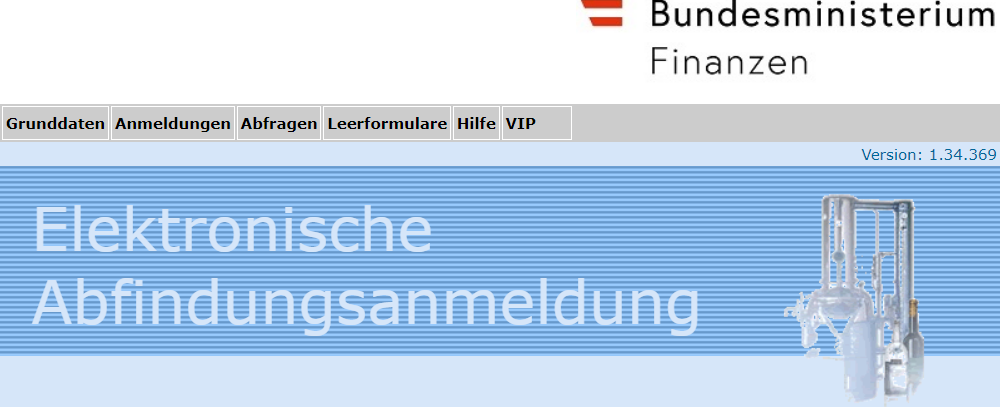 Bundesministerium
Finanzen
Grunddaten Anmeldungen Abfragen Leerformulare Hilfe VIP
Version: 1.34.369
Elektronische
Abfindungsanmeldung